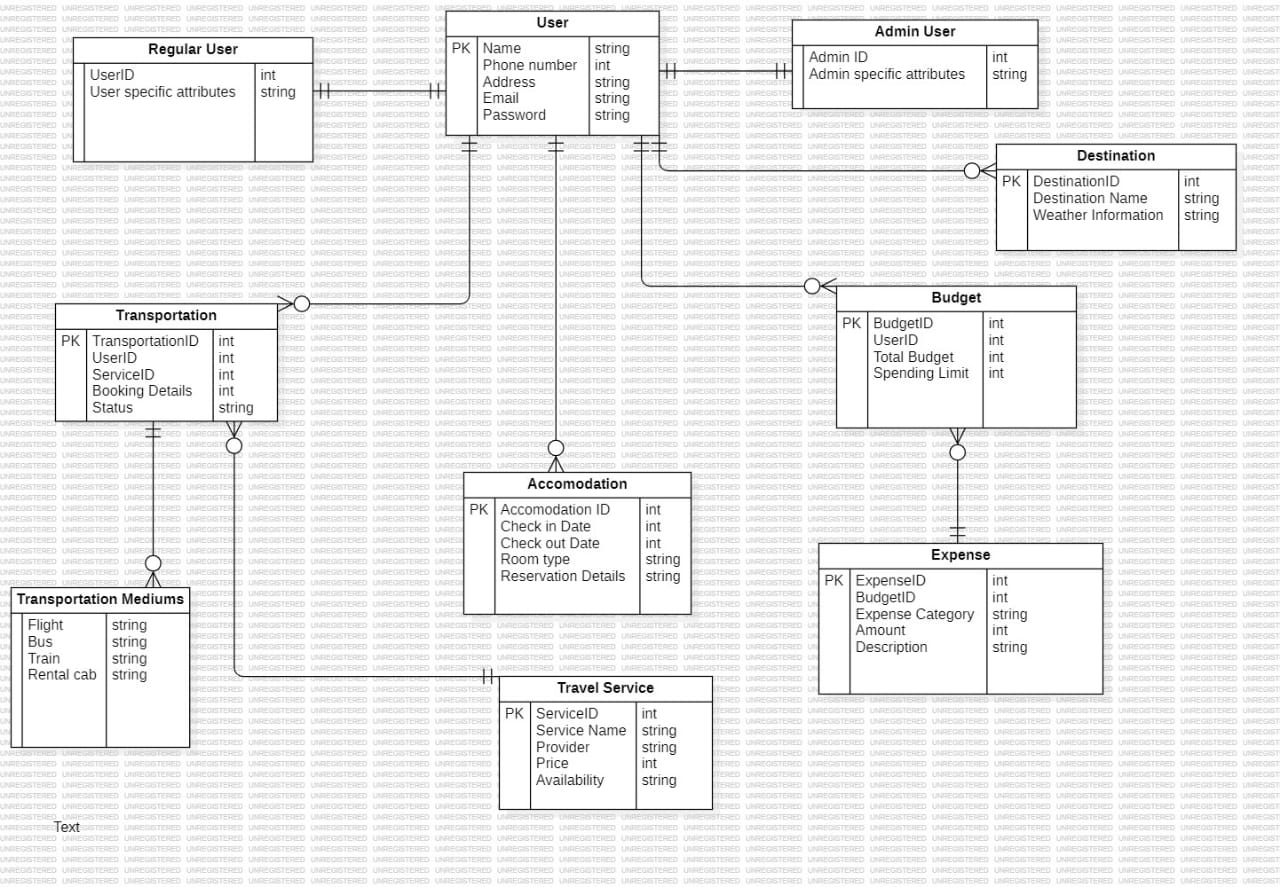 User
PK Name string
Phone number int
Address string
Email string
Password string
Regular User
UserID int
User specific attributes string
Admin User
Admin ID int
Admin specific attributes string
Destination
PK DestinationID int
Destination Name string
Weather Information string
Transportation
PK TransportationID int
UserID int
ServiceID int
Booking Details int
Status string
Budget
PK BudgetID int
UserID int
Total Budget int
Spending Limit int
Accomodation
PK Accomodation ID int
Check in Date int
Check out Date int
Room type string
Reservation Details string
Expense
PK ExpenseID int
BudgetID int
Expense Category string
Amount int
Description string
Transportation Mediums
Flight string
Bus string
Train string
Rental cab string
Travel Service
PK ServiceID int
Service Name string
Provider string
Price int
Availability string
Text
UNREGISTERED